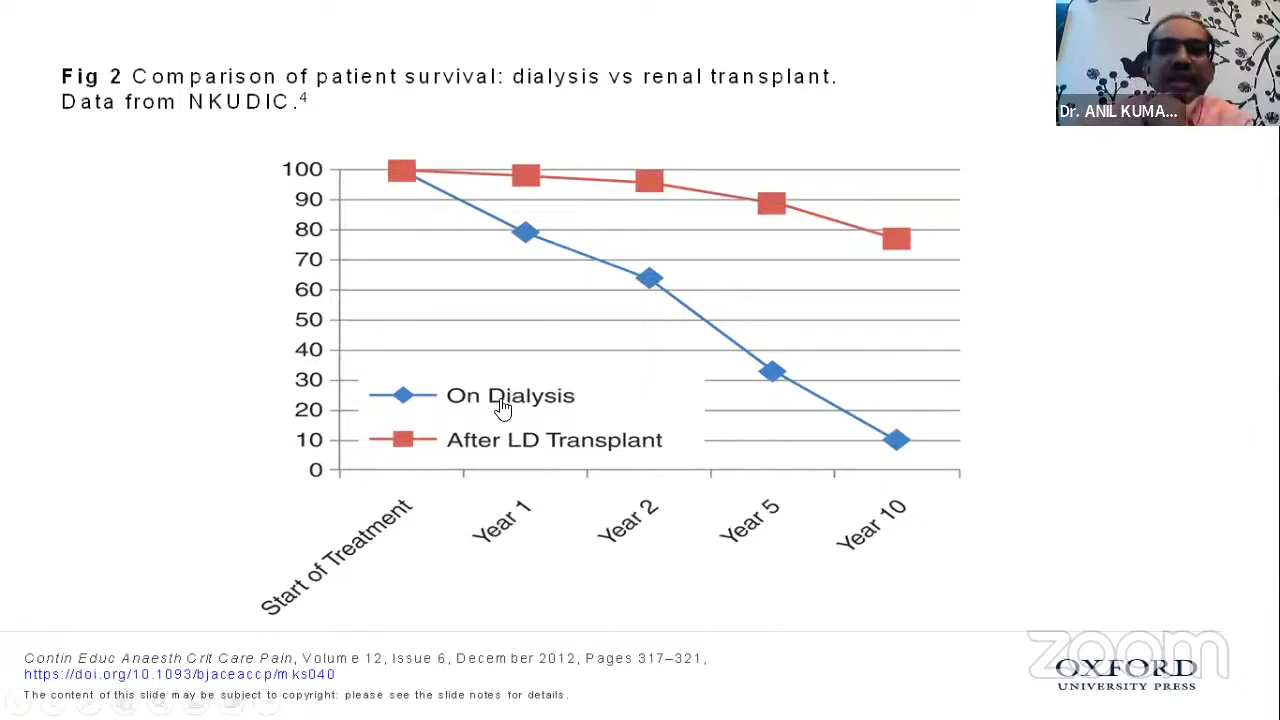 Fig 2 Comparison of patient survival: dialysis vs renal transplant.
Data from NKUDIC.4
Dr. ANIL KUMA...
100
90
80
70
60
50
40
30
20
10
0
On Dialysis
After LD Transplant
Start of Treatment
Year 1
Year 2
Year 5
Year 10
Contin Educ Anaesth Crit Care Pain, Volume 12, Issue 6, December 2012, Pages 317–321,
https://doi.org/10.1093/bjaceaccp/mks040
The content of this slide may be subject to copyright: please see the slide notes for details.
zoom
OXFORD
UNIVERSITY PRESS